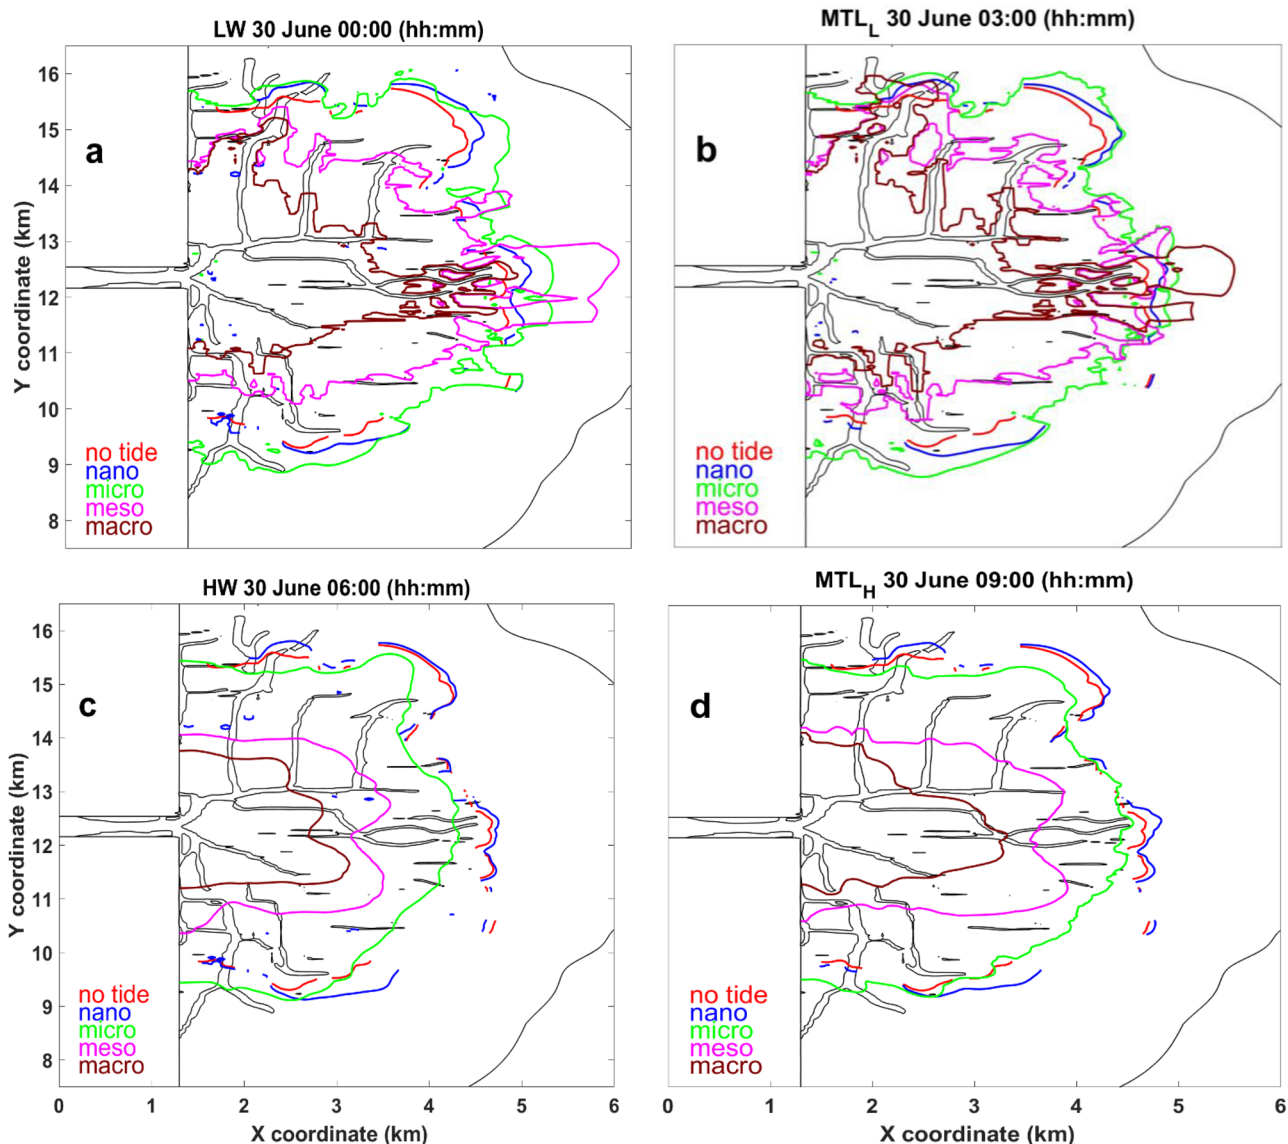 LW 30 June 00:00 (hh:mm)
MTL_L 30 June 03:00 (hh:mm)
a
b
16
15
14
13
12
11
10
9
8
Y coordinate (km)
no tide
nano
micro
meso
macro
no tide
nano
micro
meso
macro
HW 30 June 06:00 (hh:mm)
MTL_H 30 June 09:00 (hh:mm)
c
d
16
15
14
13
12
11
10
9
8
Y coordinate (km)
no tide
nano
micro
meso
macro
no tide
nano
micro
meso
macro
0 1 2 3 4 5 6
0 1 2 3 4 5 6
X coordinate (km)
X coordinate (km)